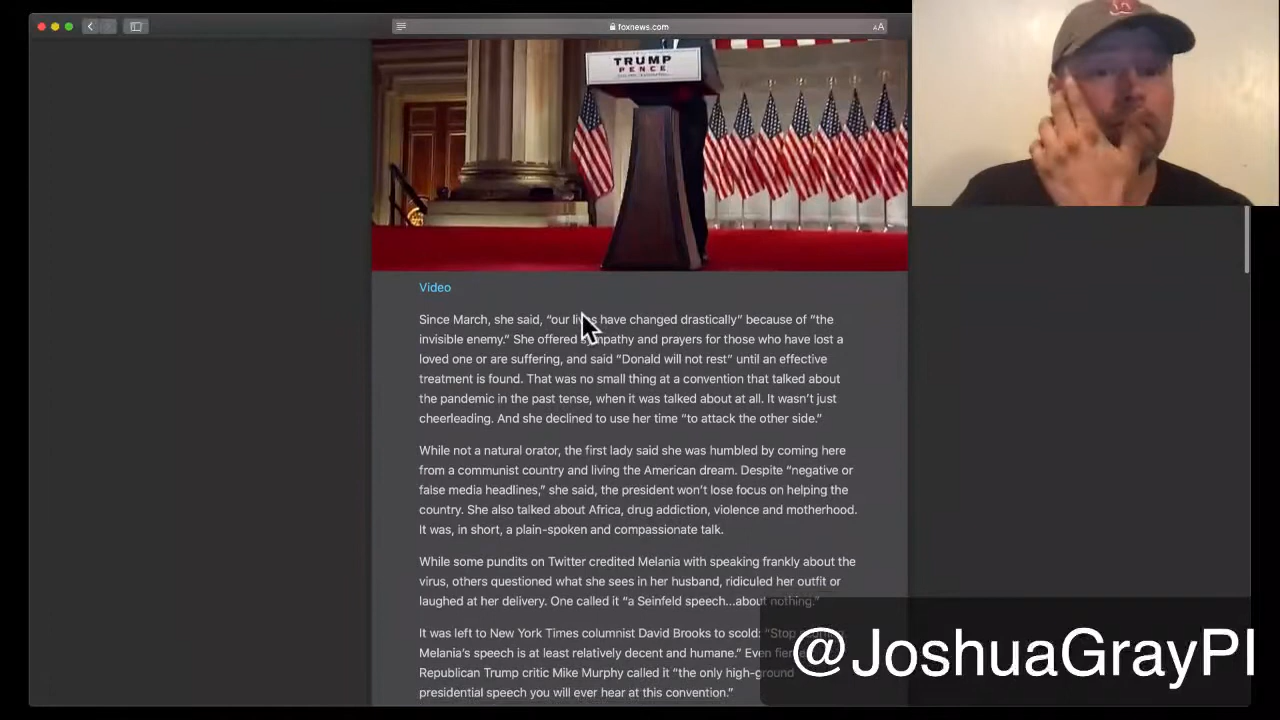 foxnews.com
AA
TRUMP
PENCE
Video
Since March, she said, “our lives have changed drastically” because of “the
invisible enemy.” She offered sympathy and prayers for those who have lost a
loved one or are suffering, and said “Donald will not rest” until an effective
treatment is found. That was no small thing at a convention that talked about
the pandemic in the past tense, when it was talked about at all. It wasn’t just
cheerleading. And she declined to use her time “to attack the other side.”
While not a natural orator, the first lady said she was humbled by coming here
from a communist country and living the American dream. Despite “negative or
false media headlines,” she said, the president won’t lose focus on helping the
country. She also talked about Africa, drug addiction, violence and motherhood.
It was, in short, a plain-spoken and compassionate talk.
While some pundits on Twitter credited Melania with speaking frankly about the
virus, others questioned what she sees in her husband, ridiculed her outfit or
laughed at her delivery. One called it “a Seinfeld speech...about nothing.”
It was left to New York Times columnist David Brooks to scold: “Stop
Melania’s speech is at least relatively decent and humane.” Even
Republican Trump critic Mike Murphy called it “the only high-ground
presidential speech you will ever hear at this convention.”
@JoshuaGrayPI